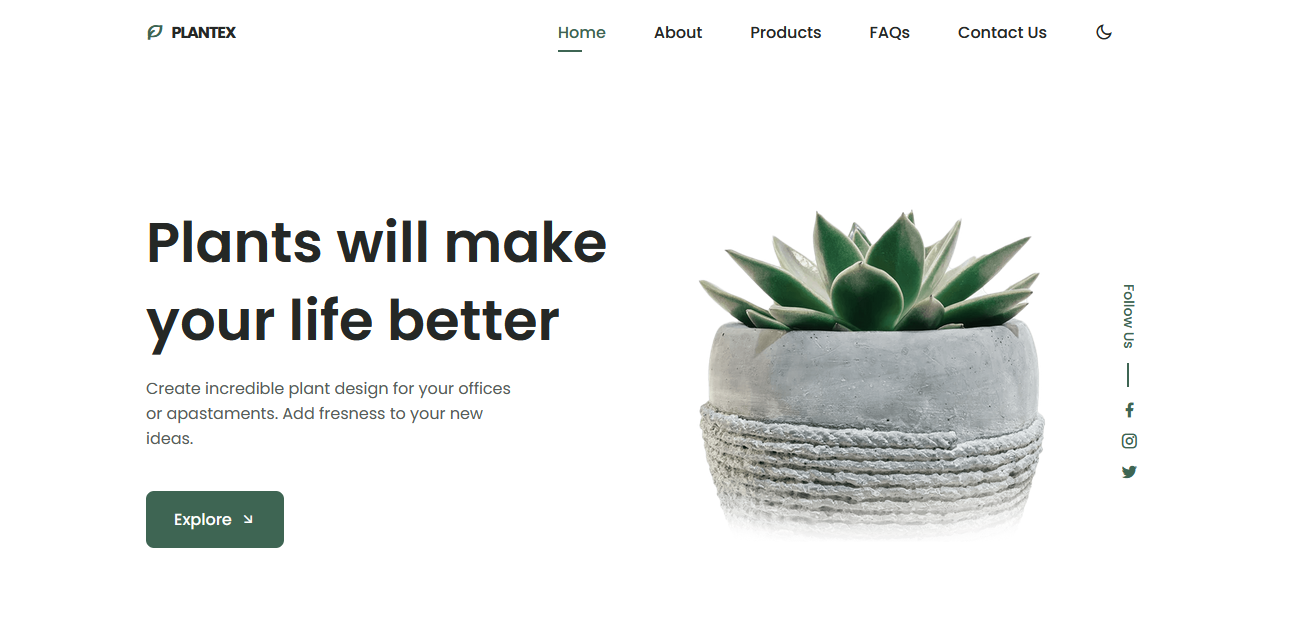 PLANTEX
Home About Products FAQs Contact Us
Plants will make
your life better
Create incredible plant design for your offices
or apastaments. Add fresness to your new
ideas.
Explore
Follow Us